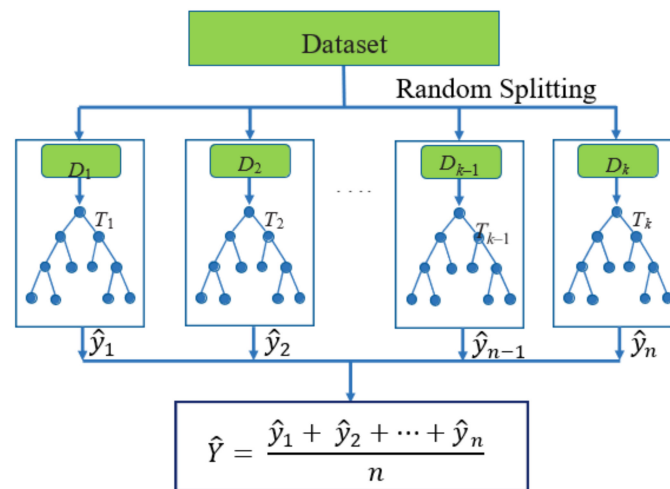 Dataset
Random Splitting
D₁ D₂ Dₖ₋₁ Dₖ
. . . .
T₁ T₂ Tₖ₋₁ Tₖ
ŷ₁ ŷ₂ ŷₙ₋₁ ŷₙ
Ŷ = (ŷ₁ + ŷ₂ + ⋯ + ŷₙ) / n